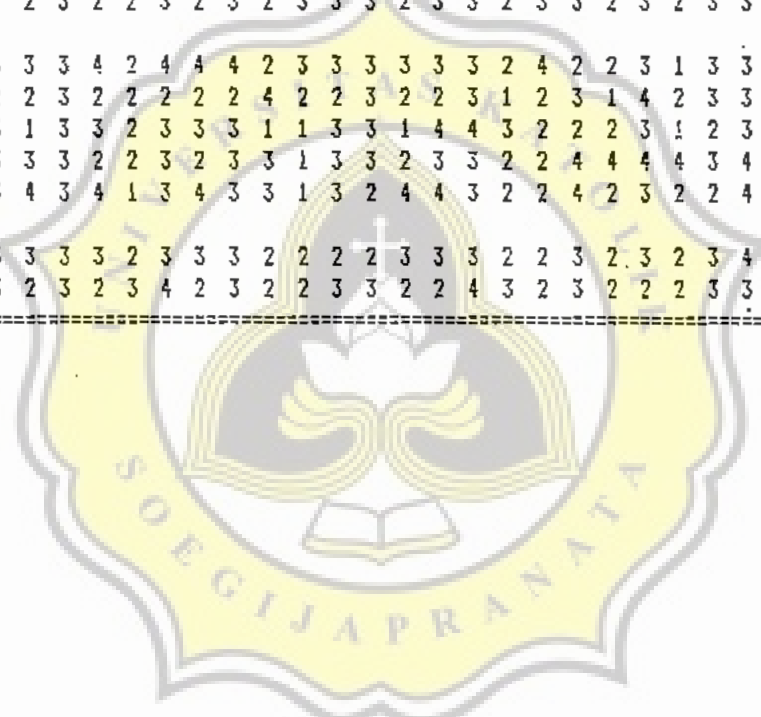 2 3 2 2 3 2 3 2 3 3 3 2 3 3 2 3 3 2 3 2 3 3
3 3 4 2 4 4 4 2 3 3 3 3 3 3 2 4 2 2 3 1 3 3
2 3 2 2 2 2 2 4 2 2 3 2 2 3 1 2 3 1 4 2 3 3
1 3 3 2 3 3 3 1 1 3 3 1 4 4 3 2 2 2 3 1 2 3
3 3 2 2 3 2 3 3 1 3 3 2 3 3 2 2 4 4 4 4 3 4
4 3 4 1 3 4 3 3 1 3 2 4 4 3 2 2 4 2 3 2 2 4
3 3 3 2 3 3 3 2 2 2 2 3 3 3 2 2 3 2 3 2 3 4
2 3 2 3 4 2 3 2 2 3 3 2 2 4 3 2 3 2 2 2 3 3
UNIVERSITAS KATOLIK
SOEGIJAPRANATA